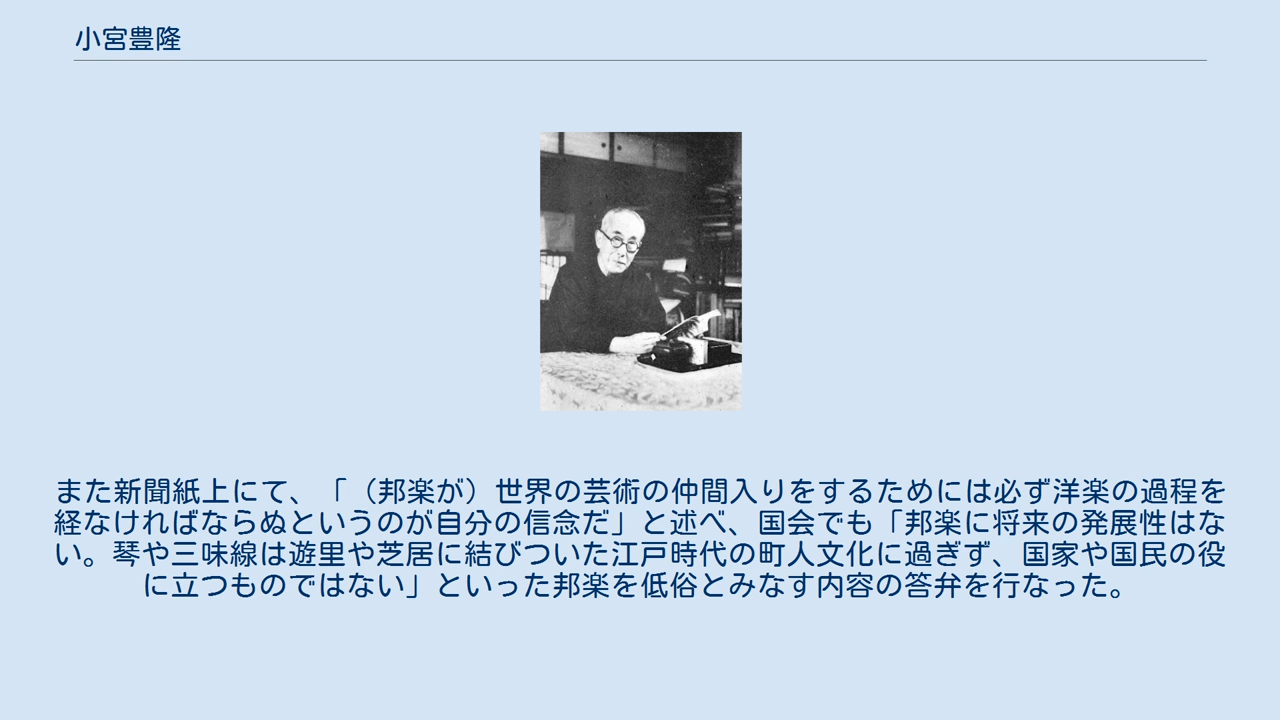 小宮豊隆
また新聞紙上にて、「（邦楽が）世界の芸術の仲間入りをするためには必ず洋楽の過程を
経なければならぬというのが自分の信念だ」と述べ、国会でも「邦楽に将来の発展性はな
い。琴や三味線は遊里や芝居に結びついた江戸時代の町人文化に過ぎず、国家や国民の役
に立つものではない」といった邦楽を低俗とみなす内容の答弁を行なった。